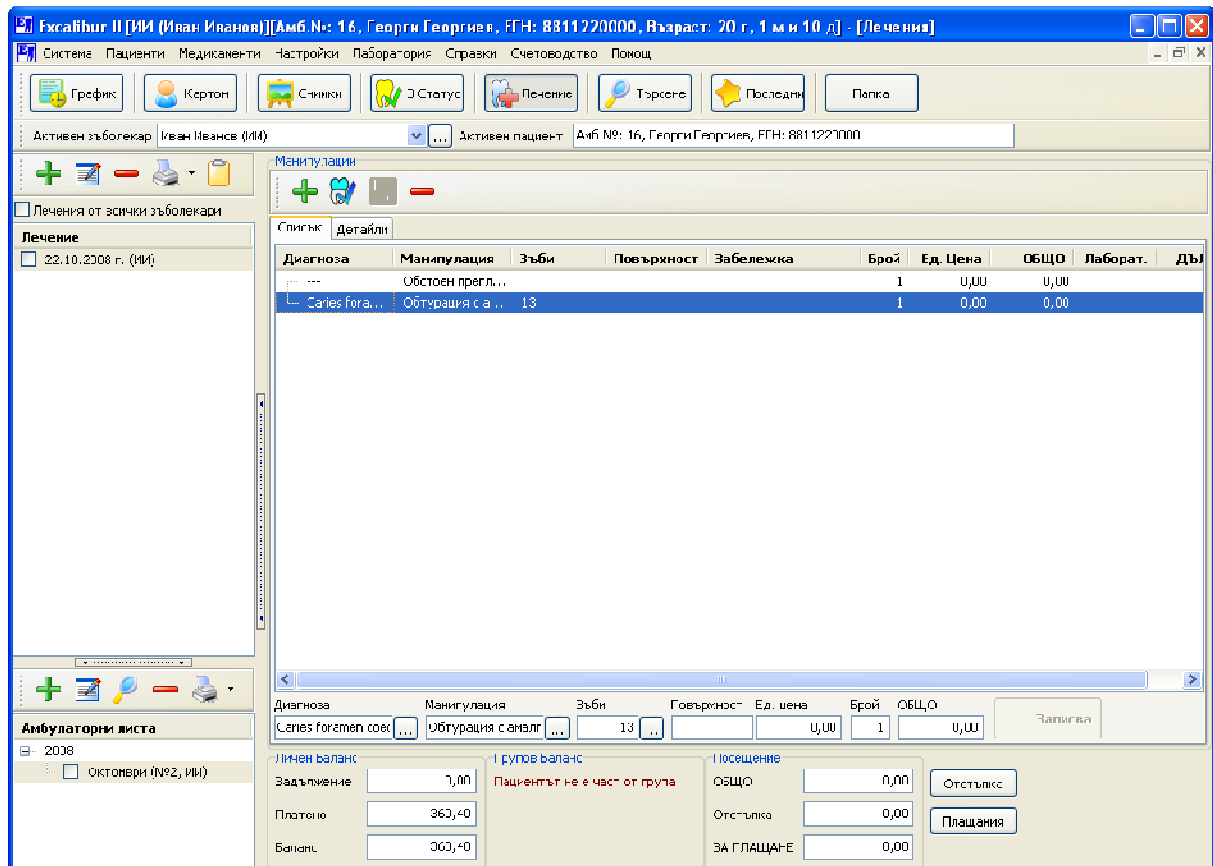 Excalibur II [ИИ (Иван Иванов)][Амб.№: 16, Георги Георгиев, ЕГН: 8811220000, Възраст: 20 г, 1 м и 10 д] - [Лечения]
Система Пациенти Медикаменти Настройки Лаборатория Справки Счетоводство Помощ
График Картон Снимки Статус Лечение Търсене Последни Папка
Активен зъболекар Иван Иванов (ИИ) ... Активен пациент Амб.№: 16, Георги Георгиев, ЕГН: 8811220000
Лечения от всички зъболекари
Лечение
22.10.2008 г. (ИИ)
Манипулации
Списък Детайли
Диагноза Манипулация Зъби Повърхност Забележка Брой Ед. Цена ОБЩО Лаборат. ДЪЛ
--- Обстоен прегл... 1 0,00 0,00
Caries fora... Обтурация с а... 13 1 0,00 0,00
Диагноза Манипулация Зъби Повърхност Ед. цена Брой ОБЩО
Caries foramen coec ... Обтурация с амалг ... 13 ... 0,00 1 0,00 Записва
Амбулаторни листа
2008
Октомври (№2, ИИ)
Личен Баланс
Задължение 0,00
Платено 360,40
Баланс 360,40
Групов Баланс
Пациентът не е част от група
Посещение
ОБЩО 0,00
Отстъпка 0,00
ЗА ПЛАЩАНЕ 0,00
Отстъпка
Плащания